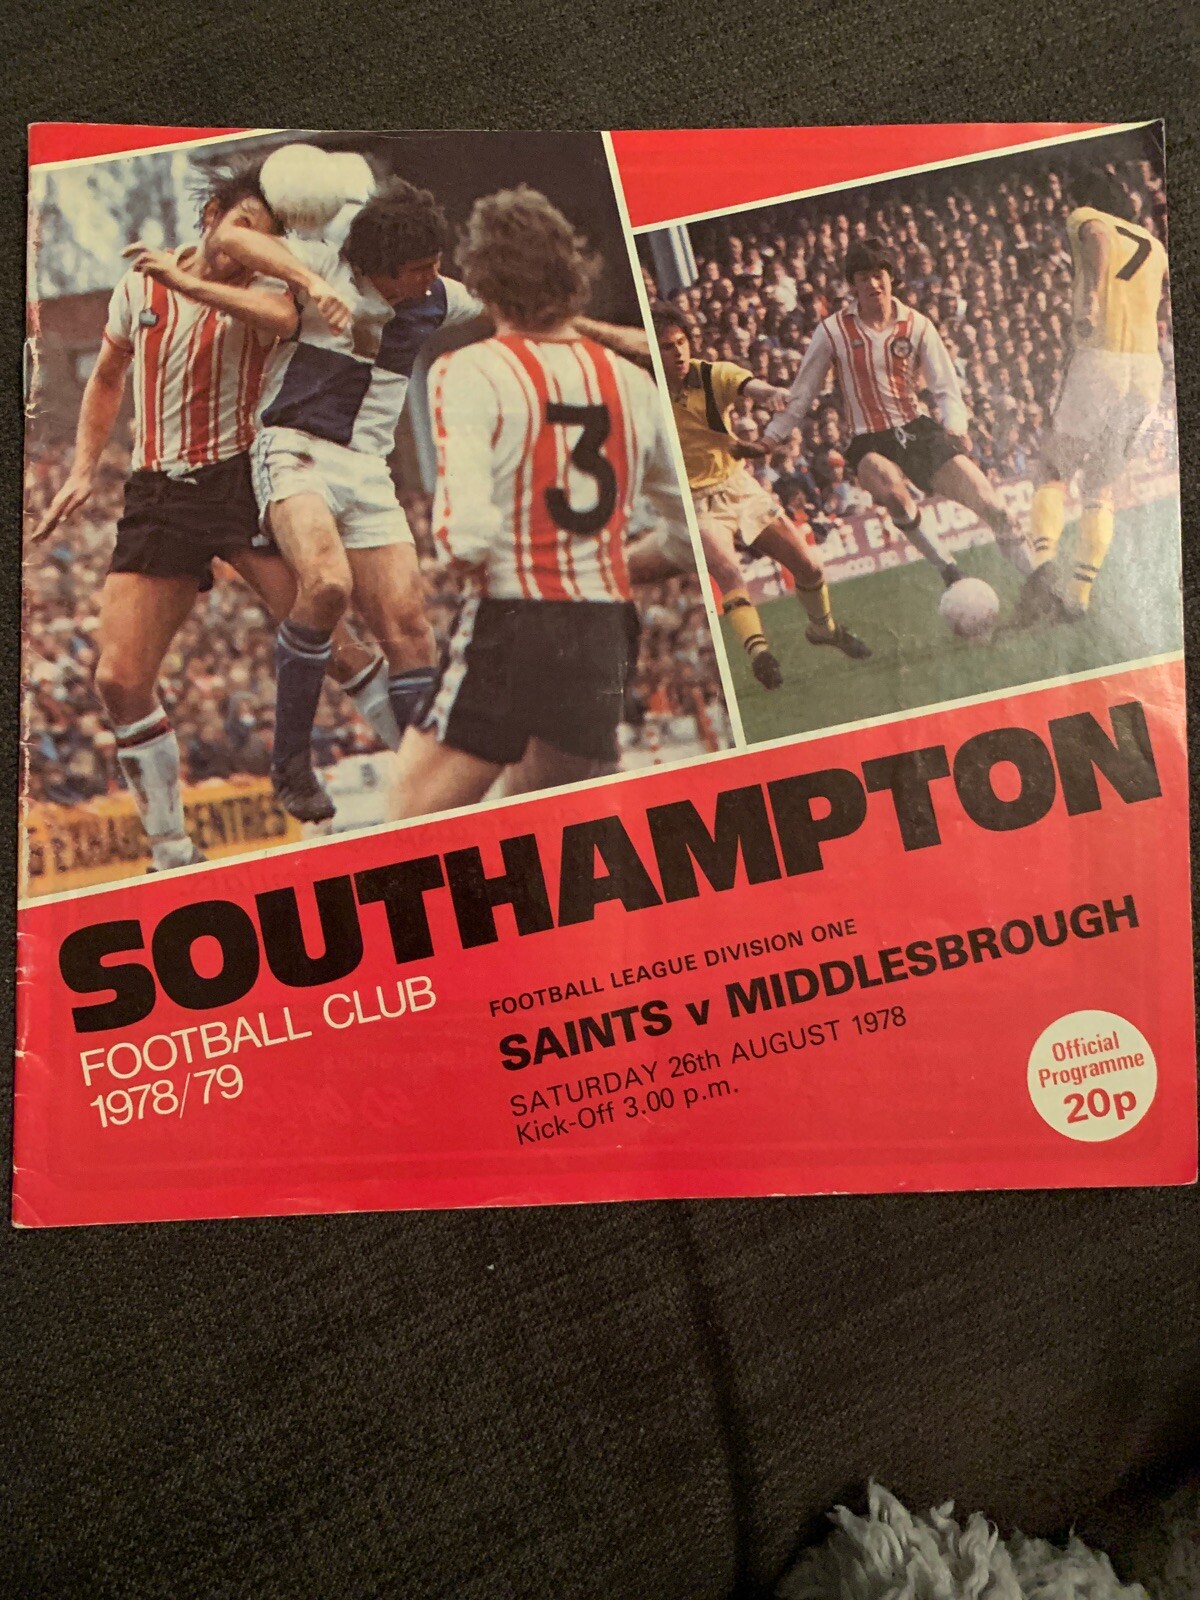 3
7
SOUTHAMPTON
FOOTBALL CLUB
1978/79
FOOTBALL LEAGUE DIVISION ONE
SAINTS v MIDDLESBROUGH
SATURDAY 26th AUGUST 1978
Kick-Off 3.00 p.m.
Official
Programme
20p